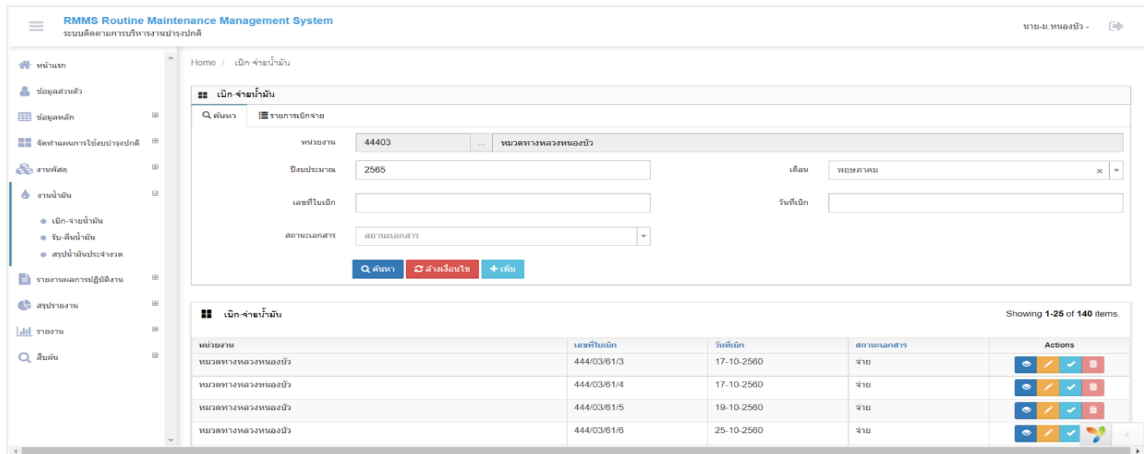 RMMS Routine Maintenance Management System
ระบบติดตามการบริหารงานบำรุงปกติ
นาย-ม.หนองบัว -
หน้าแรก
ข้อมูลส่วนตัว
ข้อมูลหลัก
จัดทำแผนการใช้งบบำรุงปกติ
งานพัสดุ
งานน้ำมัน
เบิก-จ่ายน้ำมัน
รับ-คืนน้ำมัน
สรุปน้ำมันประจำงวด
รายงานผลการปฏิบัติงาน
สรุปรายงาน
รายงาน
สืบค้น
Home / เบิก-จ่ายน้ำมัน
เบิก-จ่ายน้ำมัน
ค้นหา รายการเบิกจ่าย
หน่วยงาน 44403 ... หมวดทางหลวงหนองบัว
ปีงบประมาณ 2565 เดือน พฤษภาคม
เลขที่ใบเบิก วันที่เบิก
สถานะเอกสาร สถานะเอกสาร
ค้นหา ล้างเงื่อนไข เพิ่ม
เบิก-จ่ายน้ำมัน Showing 1-25 of 140 items.
หน่วยงาน เลขที่ใบเบิก วันที่เบิก สถานะเอกสาร Actions
หมวดทางหลวงหนองบัว 444/03/61/3 17-10-2560 จ่าย
หมวดทางหลวงหนองบัว 444/03/61/4 17-10-2560 จ่าย
หมวดทางหลวงหนองบัว 444/03/61/5 19-10-2560 จ่าย
หมวดทางหลวงหนองบัว 444/03/61/6 25-10-2560 จ่าย